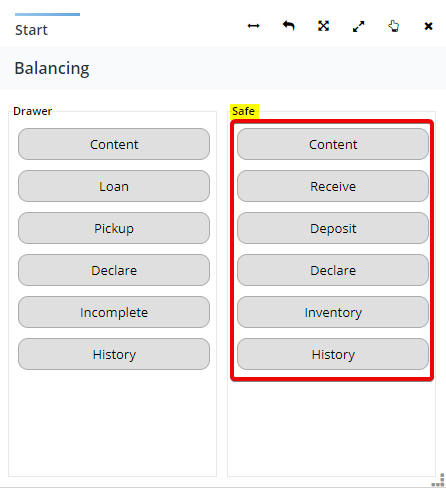 Start
Balancing
Drawer
Content
Loan
Pickup
Declare
Incomplete
History
Safe
Content
Receive
Deposit
Declare
Inventory
History